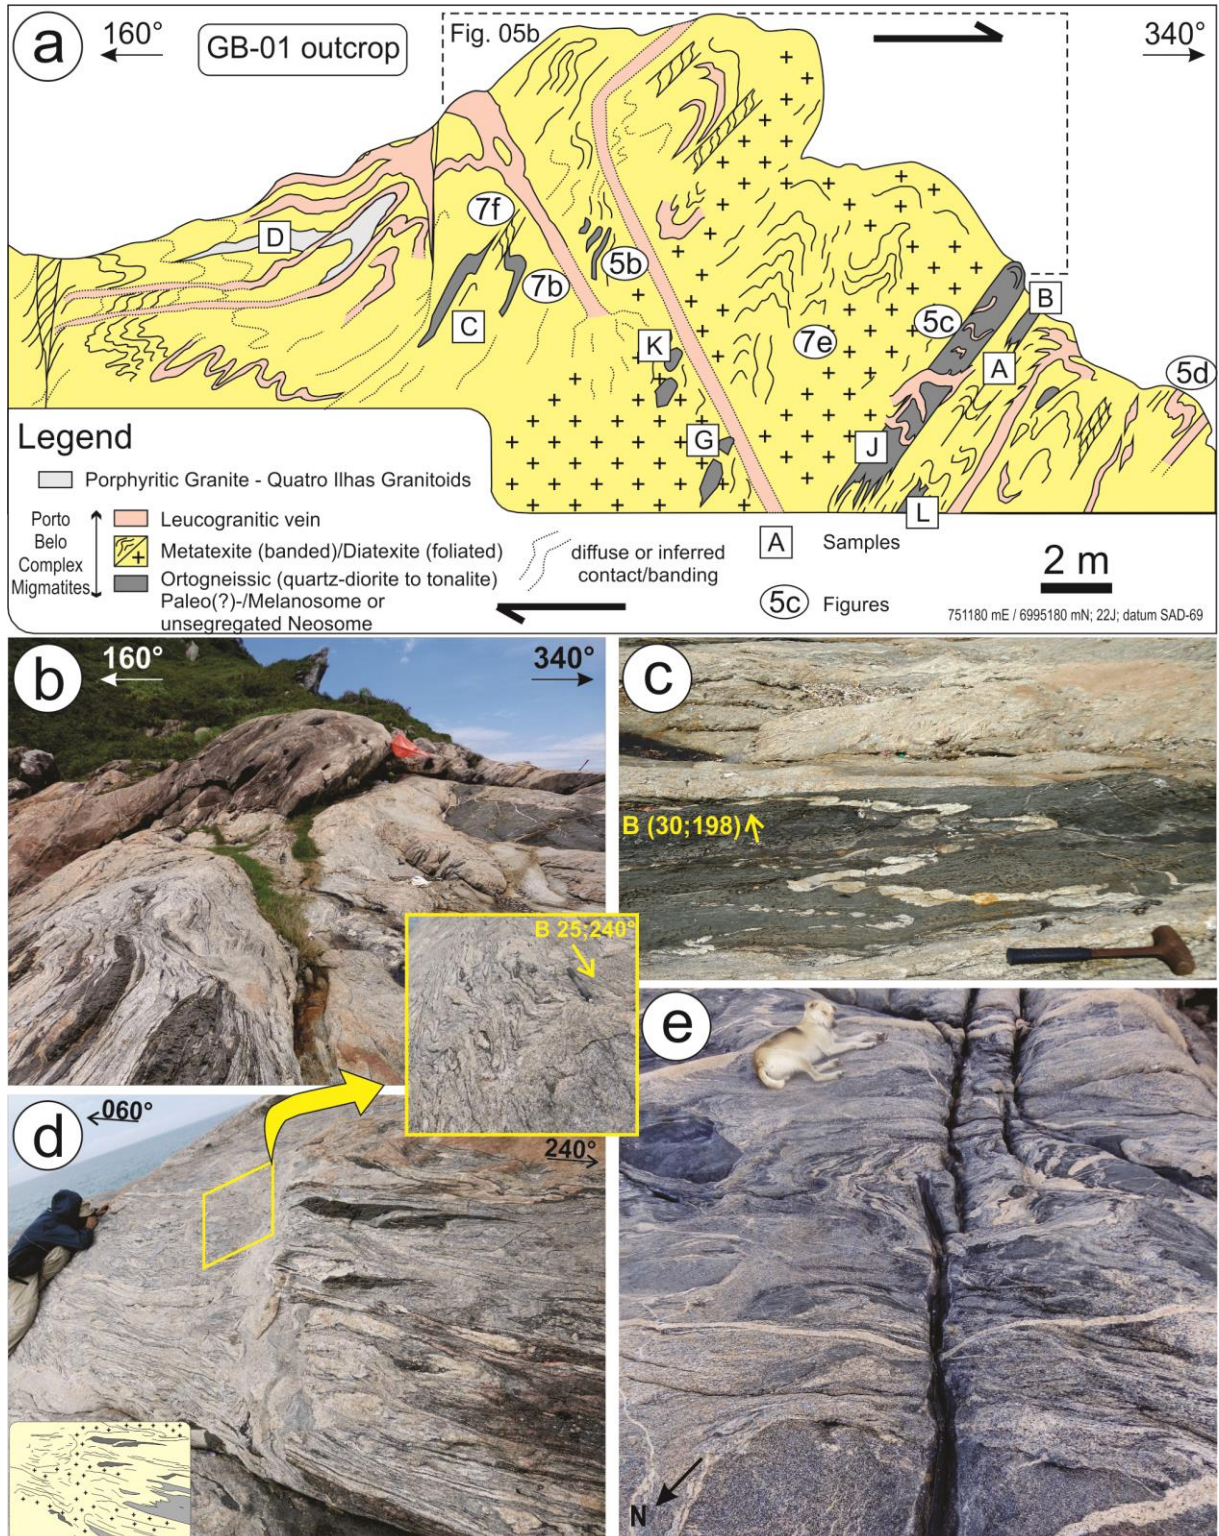 a
160°
GB-01 outcrop
Fig. 05b
340°
D
7f
7b
C
5b
K
G
7e
5c
B
A
J
L
5d
Legend
Porphyritic Granite - Quatro Ilhas Granitoids
Porto
Belo
Complex
Migmatites
Leucogranitic vein
Metatexite (banded)/Diatexite (foliated)
Ortogneissic (quartz-diorite to tonalite)
Paleo(?)-/Melanosome or
unsegregated Neosome
diffuse or inferred
contact/banding
A Samples
5c Figures
2 m
751180 mE / 6995180 mN; 22J; datum SAD-69
b
160°
340°
c
B (30;198)
B 25;240°
d
060°
240°
e
N